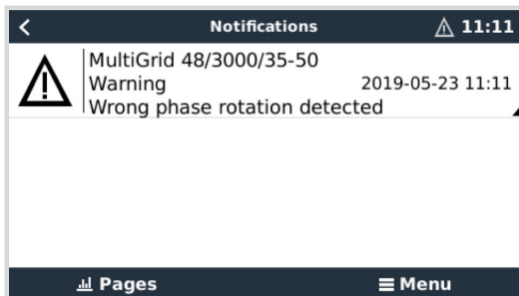 Notifications 11:11
MultiGrid 48/3000/35-50
Warning 2019-05-23 11:11
Wrong phase rotation detected
Pages Menu